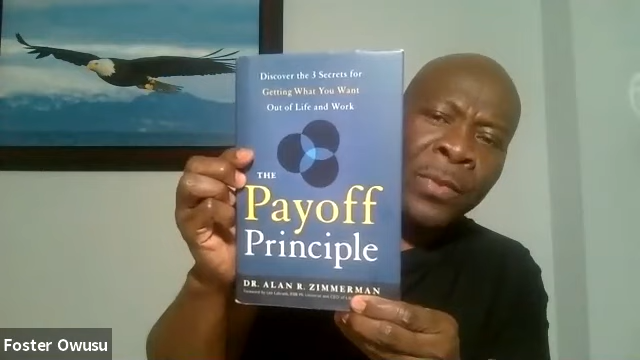 Discover the 3 Secrets for
Getting What You Want
Out of Life and Work
THE
Payoff
Principle
DR. ALAN R. ZIMMERMAN
Foster Owusu